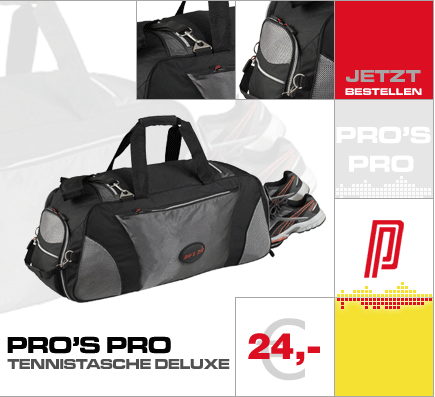 JETZT
BESTELLEN
PRO'S
PRO
PRO'S PRO
TENNISTASCHE DELUXE
€ 24,-